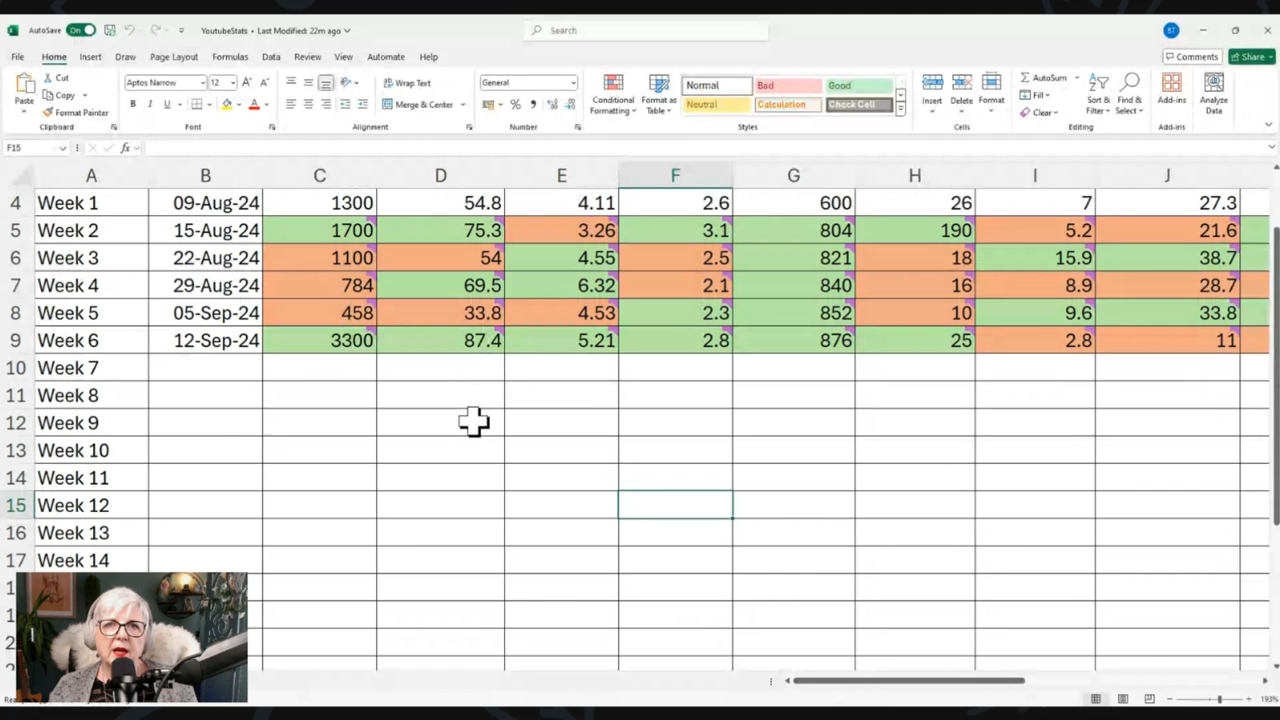 AutoSave On YoutubeStats • Last Modified: 22m ago Search BT
File Home Insert Draw Page Layout Formulas Data Review View Automate Help Comments Share
Paste Cut Copy Format Painter Clipboard
Aptos Narrow 12 A A B I U A Font
Wrap Text Merge & Center Alignment
General % Number
Conditional Formatting Format as Table Normal Bad Good Neutral Calculation Check Cell Styles
Insert Delete Format Cells
AutoSum Fill Clear Sort & Filter Find & Select Editing
Add-ins Add-ins
Analyze Data
F15 fx
A B C D E F G H I J
4 Week 1 09-Aug-24 1300 54.8 4.11 2.6 600 26 7 27.3
5 Week 2 15-Aug-24 1700 75.3 3.26 3.1 804 190 5.2 21.6
6 Week 3 22-Aug-24 1100 54 4.55 2.5 821 18 15.9 38.7
7 Week 4 29-Aug-24 784 69.5 6.32 2.1 840 16 8.9 28.7
8 Week 5 05-Sep-24 458 33.8 4.53 2.3 852 10 9.6 33.8
9 Week 6 12-Sep-24 3300 87.4 5.21 2.8 876 25 2.8 11
10 Week 7
11 Week 8
12 Week 9
13 Week 10
14 Week 11
15 Week 12
16 Week 13
17 Week 14
193%